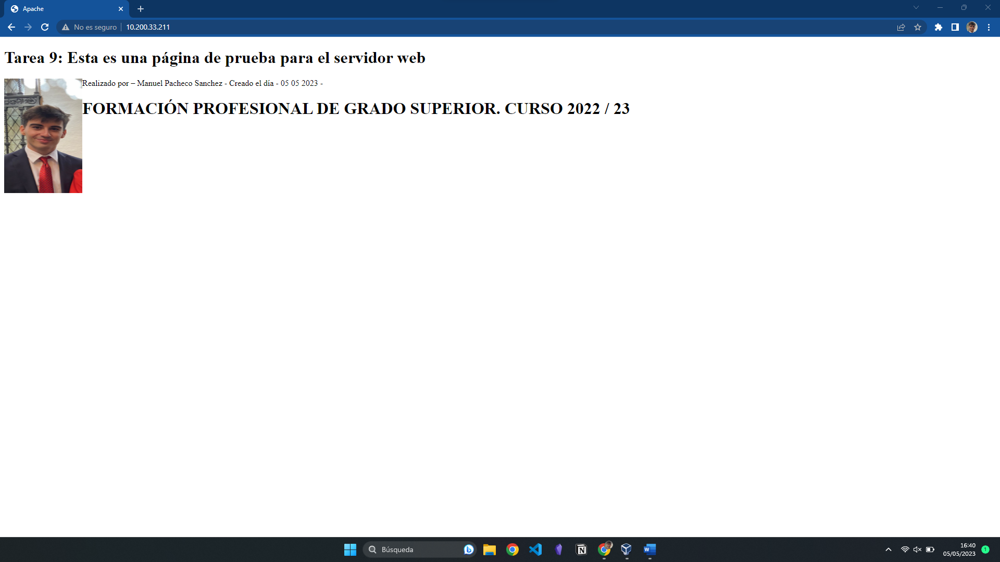 Apache
No es seguro
10.200.33.211
Tarea 9: Esta es una página de prueba para el servidor web
Realizado por – Manuel Pacheco Sanchez - Creado el día - 05 05 2023 -
FORMACIÓN PROFESIONAL DE GRADO SUPERIOR. CURSO 2022 / 23
Búsqueda
16:40
05/05/2023
1